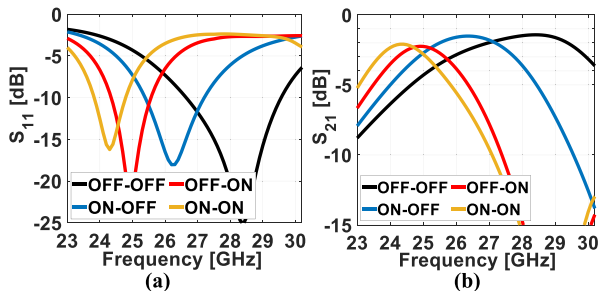 0
-5
-10
-15
-20
-25
S11 [dB]
OFF-OFF OFF-ON
ON-OFF ON-ON
23 24 25 26 27 28 29 30
Frequency [GHz]
(a)
0
-5
-10
-15
S21 [dB]
OFF-OFF OFF-ON
ON-OFF ON-ON
23 24 25 26 27 28 29 30
Frequency [GHz]
(b)